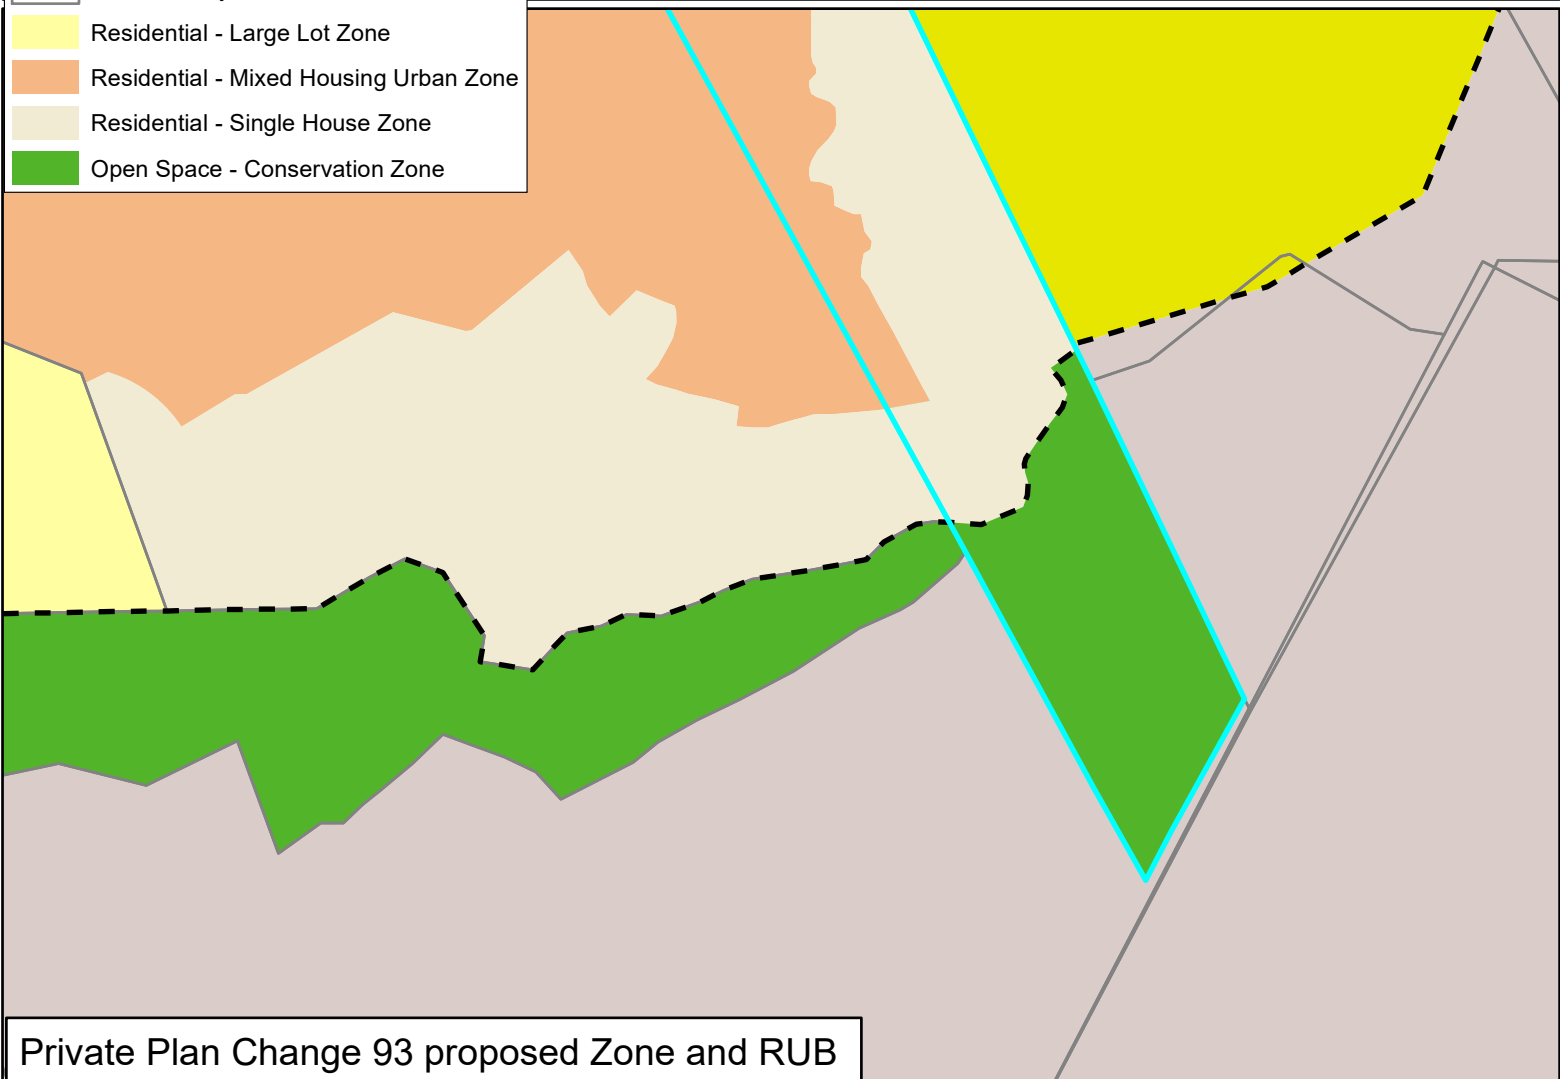 Residential - Large Lot Zone
Residential - Mixed Housing Urban Zone
Residential - Single House Zone
Open Space - Conservation Zone
Private Plan Change 93 proposed Zone and RUB